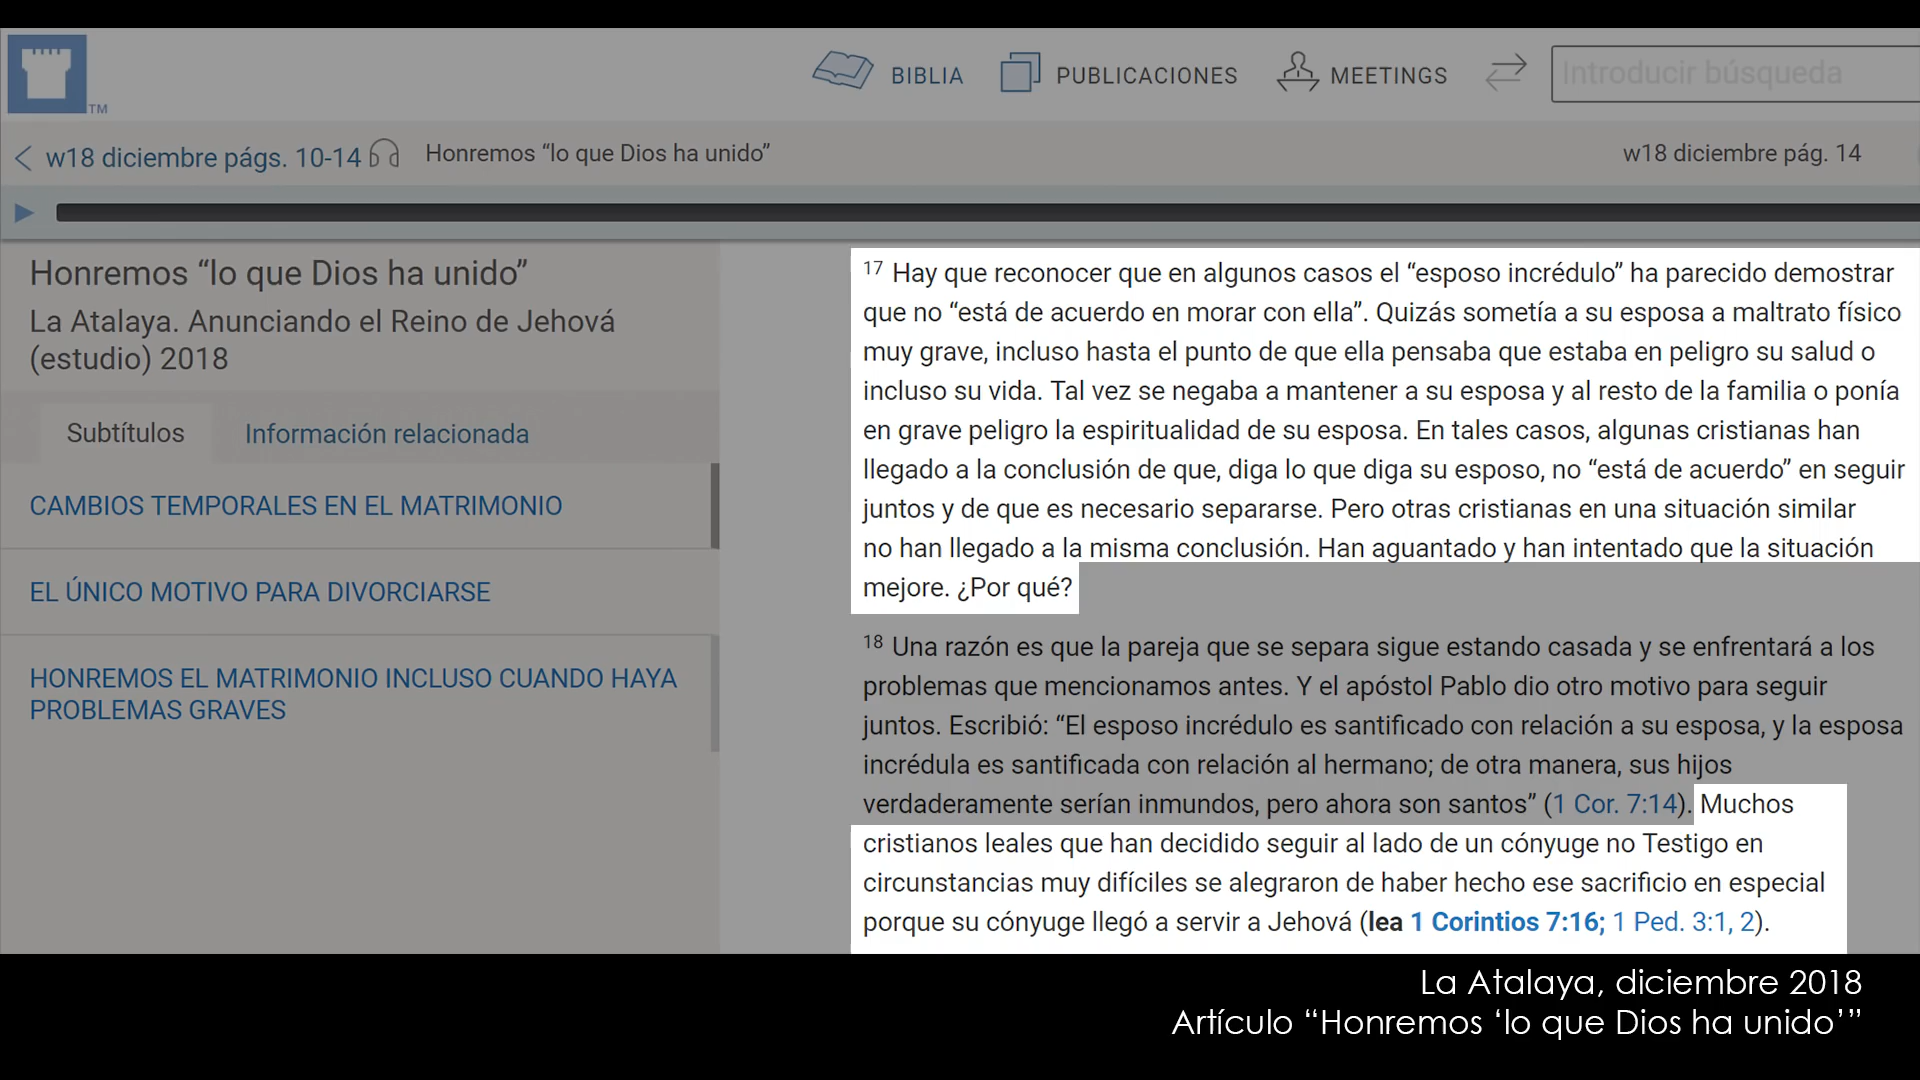 BIBLIA
PUBLICACIONES
MEETINGS
Introducir búsqueda
TM
w18 diciembre págs. 10-14
Honremos “lo que Dios ha unido”
w18 diciembre pág. 14
Honremos “lo que Dios ha unido”
La Atalaya. Anunciando el Reino de Jehová
(estudio) 2018
Subtítulos
Información relacionada
CAMBIOS TEMPORALES EN EL MATRIMONIO
EL ÚNICO MOTIVO PARA DIVORCIARSE
HONREMOS EL MATRIMONIO INCLUSO CUANDO HAYA
PROBLEMAS GRAVES
17 Hay que reconocer que en algunos casos el “esposo incrédulo” ha parecido demostrar
que no “está de acuerdo en morar con ella”. Quizás sometía a su esposa a maltrato físico
muy grave, incluso hasta el punto de que ella pensaba que estaba en peligro su salud o
incluso su vida. Tal vez se negaba a mantener a su esposa y al resto de la familia o ponía
en grave peligro la espiritualidad de su esposa. En tales casos, algunas cristianas han
llegado a la conclusión de que, diga lo que diga su esposo, no “está de acuerdo” en seguir
juntos y de que es necesario separarse. Pero otras cristianas en una situación similar
no han llegado a la misma conclusión. Han aguantado y han intentado que la situación
mejore. ¿Por qué?
18 Una razón es que la pareja que se separa sigue estando casada y se enfrentará a los
problemas que mencionamos antes. Y el apóstol Pablo dio otro motivo para seguir
juntos. Escribió: “El esposo incrédulo es santificado con relación a su esposa, y la esposa
incrédula es santificada con relación al hermano; de otra manera, sus hijos
verdaderamente serían inmundos, pero ahora son santos” (1 Cor. 7:14). Muchos
cristianos leales que han decidido seguir al lado de un cónyuge no Testigo en
circunstancias muy difíciles se alegraron de haber hecho ese sacrificio en especial
porque su cónyuge llegó a servir a Jehová (lea 1 Corintios 7:16; 1 Ped. 3:1, 2).
La Atalaya, diciembre 2018
Artículo “Honremos ‘lo que Dios ha unido’”